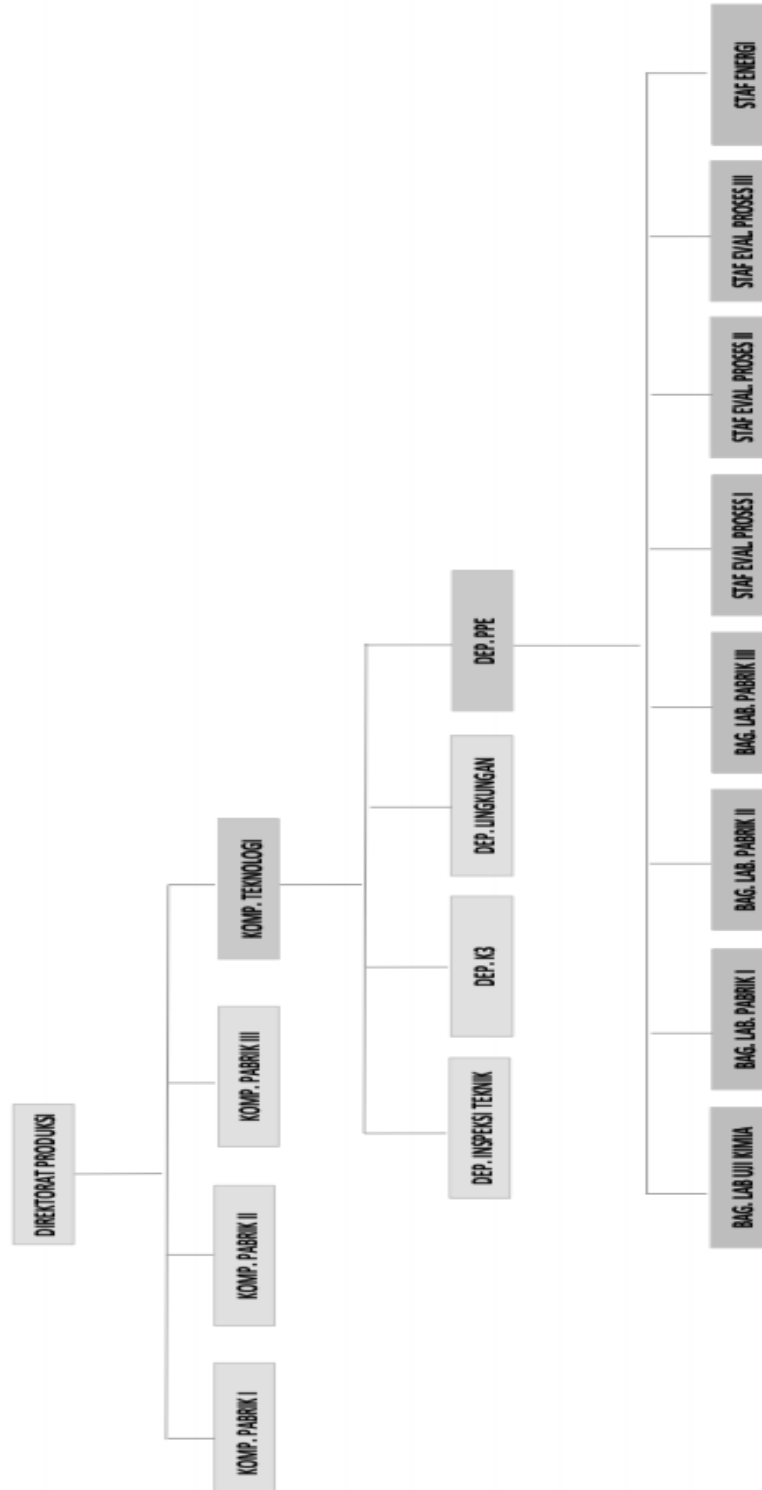 DIREKTORAT PRODUKSI
KOMP. PABRIK I
KOMP. PABRIK II
KOMP. PABRIK III
KOMP. TEKNOLOGI
DEP. INSPEKSI TEKNIK
DEP. K3
DEP. LINGKUNGAN
DEP. PPE
BAG. LAB UJI KIMIA
BAG. LAB. PABRIK I
BAG. LAB. PABRIK II
BAG. LAB. PABRIK III
STAF EVAL. PROSES I
STAF EVAL. PROSES II
STAF EVAL. PROSES III
STAF ENERGI